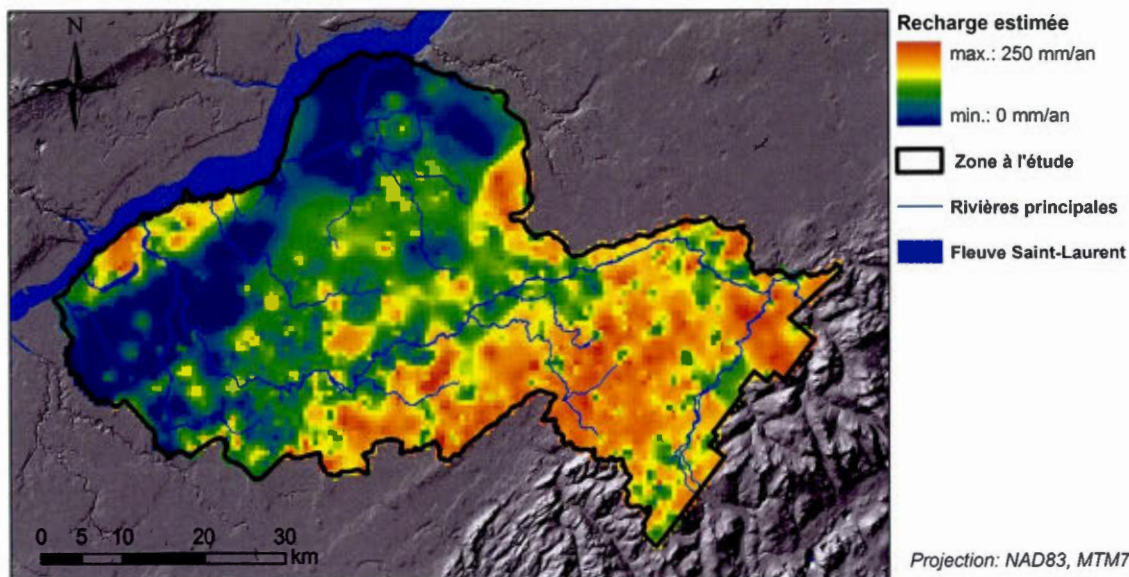 N
Recharge estimée
max.: 250 mm/an
min.: 0 mm/an
Zone à l'étude
Rivières principales
Fleuve Saint-Laurent
0 5 10 20 30
km
Projection: NAD83, MTM7